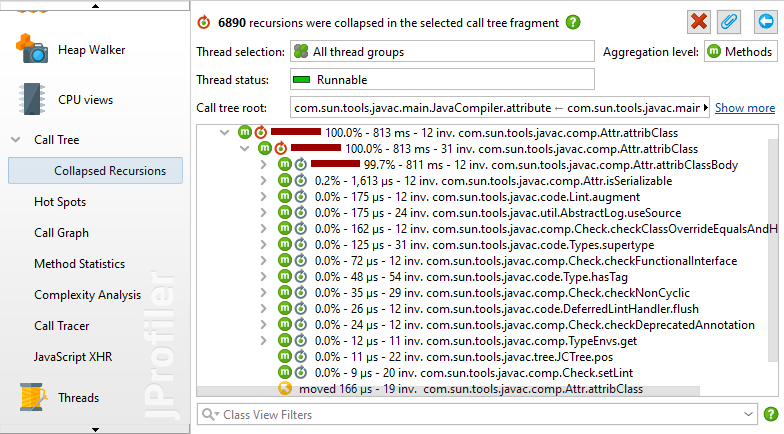 6890 recursions were collapsed in the selected call tree fragment
Thread selection: All thread groups Aggregation level: Methods
Thread status: Runnable
Call tree root: com.sun.tools.javac.main.JavaCompiler.attribute ← com.sun.tools.javac.main Show more
Heap Walker
CPU views
Call Tree
Collapsed Recursions
Hot Spots
Call Graph
Method Statistics
Complexity Analysis
Call Tracer
JavaScript XHR
Threads
JProfiler
100.0% - 813 ms - 12 inv. com.sun.tools.javac.comp.Attr.attribClass
100.0% - 813 ms - 31 inv. com.sun.tools.javac.comp.Attr.attribClass
99.7% - 811 ms - 12 inv. com.sun.tools.javac.comp.Attr.attribClassBody
0.2% - 1,613 µs - 12 inv. com.sun.tools.javac.comp.Attr.isSerializable
0.0% - 175 µs - 12 inv. com.sun.tools.javac.code.Lint.augment
0.0% - 175 µs - 24 inv. com.sun.tools.javac.util.AbstractLog.useSource
0.0% - 162 µs - 12 inv. com.sun.tools.javac.comp.Check.checkClassOverrideEqualsAndH
0.0% - 125 µs - 31 inv. com.sun.tools.javac.code.Types.supertype
0.0% - 72 µs - 12 inv. com.sun.tools.javac.comp.Check.checkFunctionalInterface
0.0% - 48 µs - 54 inv. com.sun.tools.javac.code.Type.hasTag
0.0% - 35 µs - 29 inv. com.sun.tools.javac.comp.Check.checkNonCyclic
0.0% - 26 µs - 12 inv. com.sun.tools.javac.code.DeferredLintHandler.flush
0.0% - 24 µs - 12 inv. com.sun.tools.javac.comp.Check.checkDeprecatedAnnotation
0.0% - 12 µs - 11 inv. com.sun.tools.javac.comp.TypeEnvs.get
0.0% - 11 µs - 22 inv. com.sun.tools.javac.tree.JCTree.pos
0.0% - 9 µs - 20 inv. com.sun.tools.javac.comp.Check.setLint
moved 166 µs - 19 inv. com.sun.tools.javac.comp.Attr.attribClass
Class View Filters